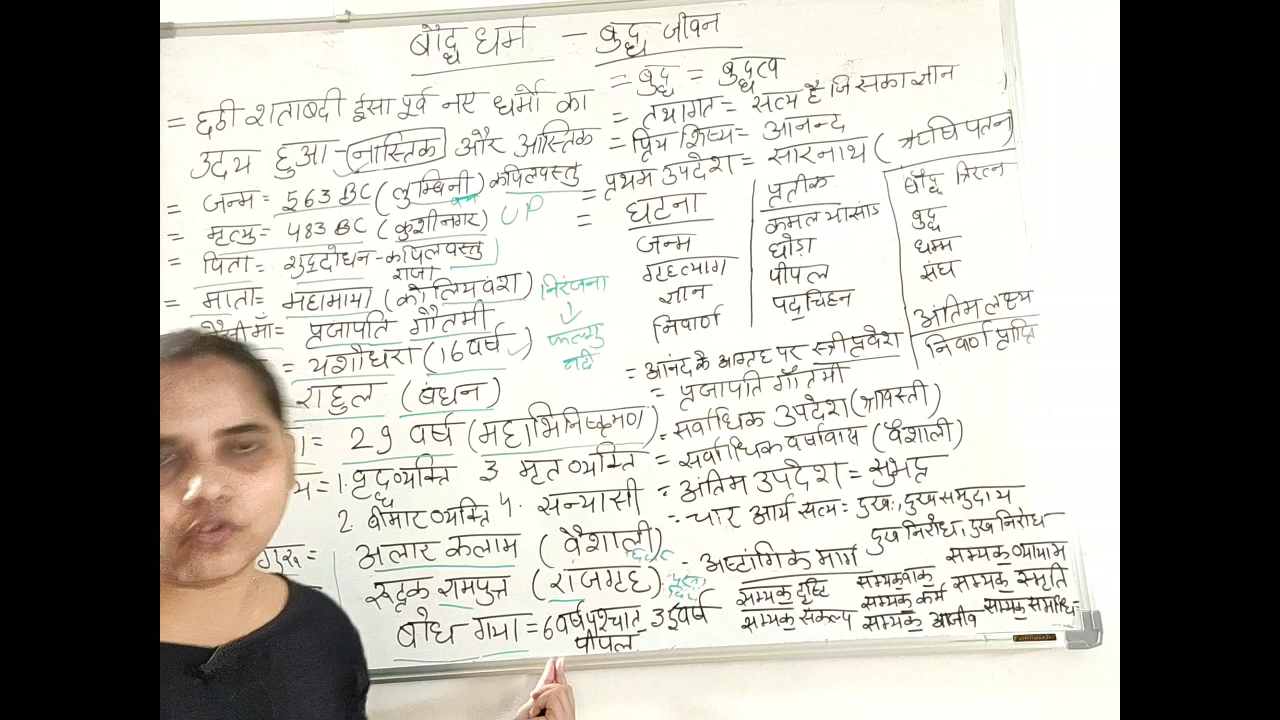 बौद्ध धर्म – बुद्ध जीवन
= छठी शताब्दी ईसा पूर्व नए धर्मो का
उदय हुआ – नास्तिक और आस्तिक
= जन्म = 563 BC (लुम्बिनी) कपिलवस्तु
= मृत्यु = 483 BC (कुशीनगर) UP
= पिता = शुद्दोधन - कपिलवस्तु
राजा
= माता = महामाया (कोलियवंश)
निरंजना
फल्गु
नदी
मौसी माँ = प्रजापति गौतमी
= यशोधरा (16 वर्ष)
राहुल (बंधन)
= 29 वर्ष (महाभिनिष्क्रमण)
= 1. वृद्धव्यक्ति 3 मृत व्यक्ति
2. बीमार व्यक्ति 4. सन्यासी
गुरु =
अलार कलाम (वैशाली)
बिहार
रूद्रक रामपुत्त (राजगृह)
बोध गया = 6 वर्ष पश्चात् 35 वर्ष
पीपल
= बुद्ध = बुद्धत्व
= तथागत = सत्य है जिसका ज्ञान
= प्रिय शिष्य = आनन्द
= प्रथम उपदेश = सारनाथ (ऋषि पतन)
= घटना प्रतीक बौद्ध त्रिरत्न
जन्म कमल व सांड बुद्ध
गृहत्याग घोड़ा धम्म
ज्ञान पीपल संघ
निवार्ण पद्चिहन
अंतिम लक्ष्य
निवार्ण प्राप्ति
= आनंद के आग्रह पर स्त्री प्रवेश
= प्रजापति गौतमी
= सर्वाधिक उपदेश (श्रावस्ती)
= सर्वाधिक वर्षावास (वैशाली)
= अंतिम उपदेश = सुभद्द
= चार आर्य सत्य = दुख:, दुख समुदाय
दुख निरोध, दुख निरोध
- अष्टांगिक मार्ग
सम्यक् दृष्टि सम्यक् वाक् सम्यक् व्यायाम
सम्यक् संकल्प सम्यक् कर्म सम्यक् स्मृति
सम्यक् आजीव सम्यक् समाधि